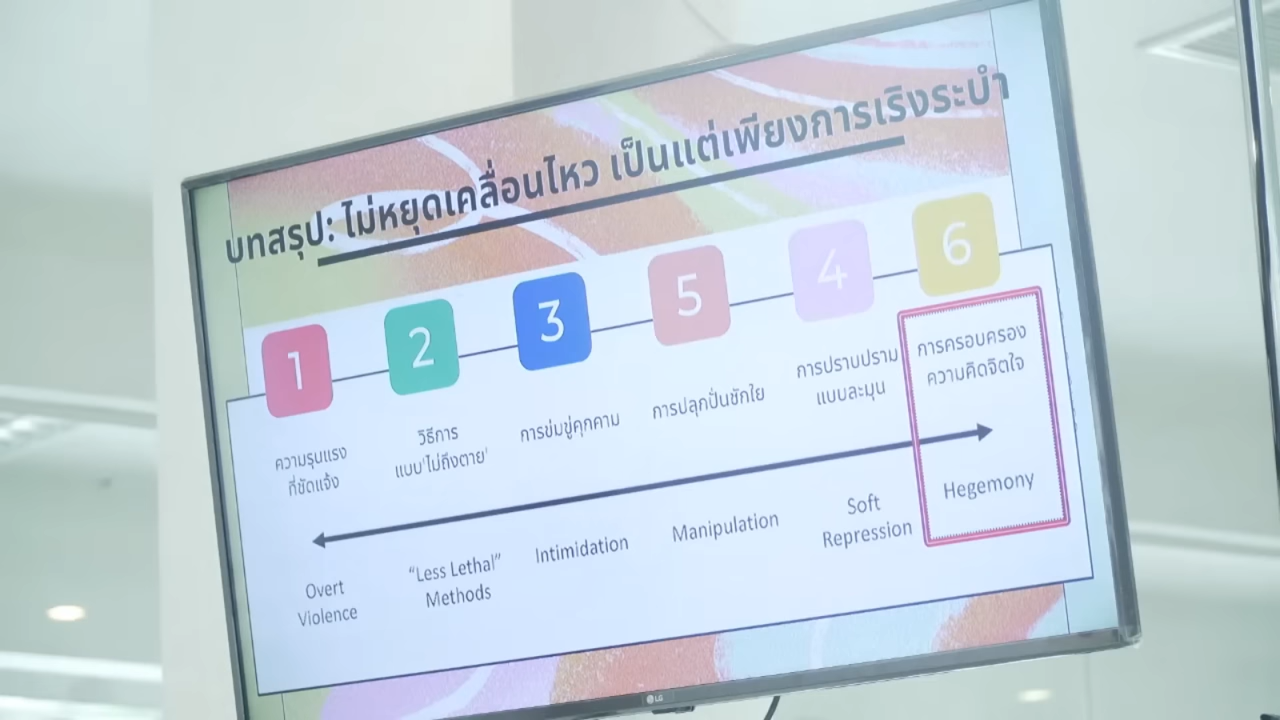 บทสรุป: ไม่หยุดเคลื่อนไหว เป็นแต่เพียงการเริงระบำ
1 2 3 5 4 6
ความรุนแรง
ที่ชัดแจ้ง
วิธีการ
แบบ'ไม่ถึงตาย'
การข่มขู่คุกคาม
การปลุกปั่นชักใย
การปราบปราม
แบบละมุน
การครอบครอง
ความคิดจิตใจ
Overt
Violence
“Less Lethal”
Methods
Intimidation
Manipulation
Soft
Repression
Hegemony
LG